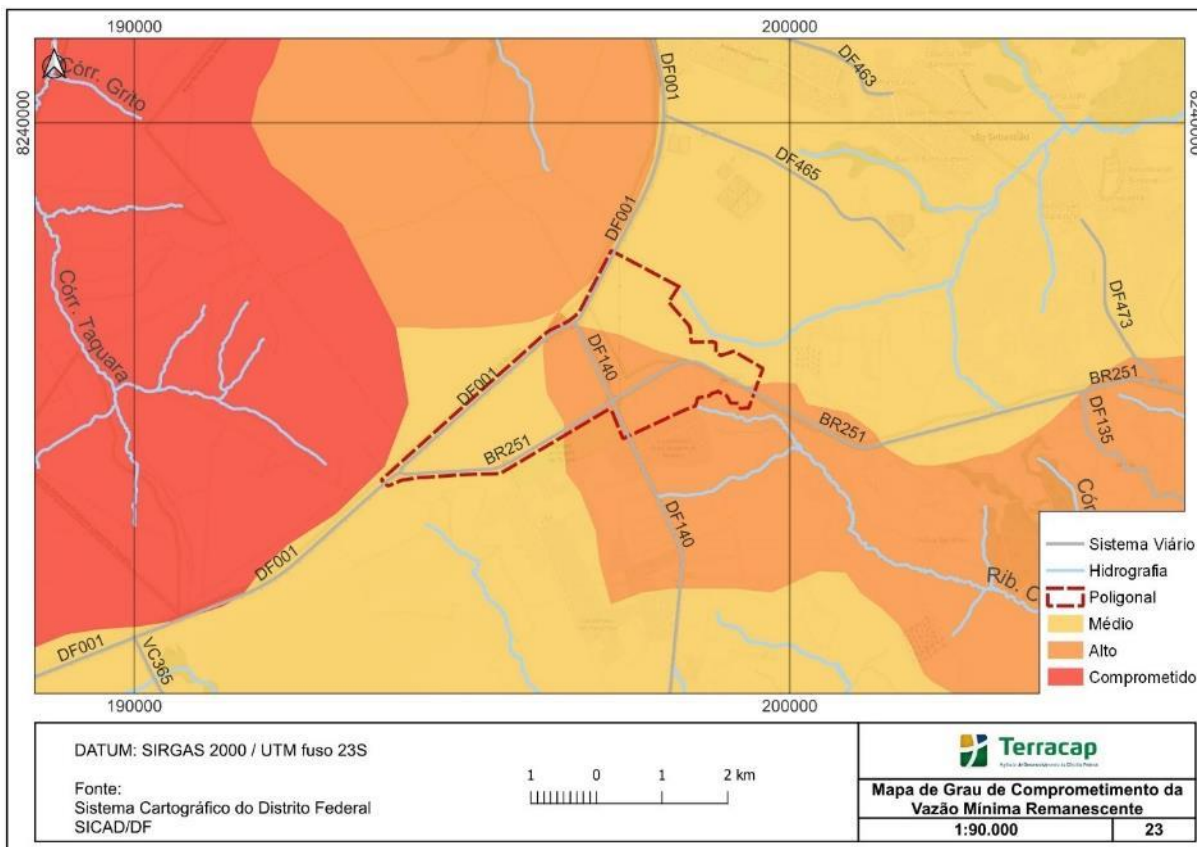 190000
200000
8240000
8240000
Córr. Grito
DF001
DF463
DF465
DF001
Córr. Taquara
DF473
DF140
DF001
BR251
BR251
BR251
DF135
DF140
DF001
Rib. C
DF001
VC365
Sistema Viário
Hidrografia
Poligonal
Médio
Alto
Comprometido
190000
200000
DATUM: SIRGAS 2000 / UTM fuso 23S
Fonte:
Sistema Cartográfico do Distrito Federal
SICAD/DF
1 0 1 2 km
Terracap
Mapa de Grau de Comprometimento da
Vazão Mínima Remanescente
1:90.000 23